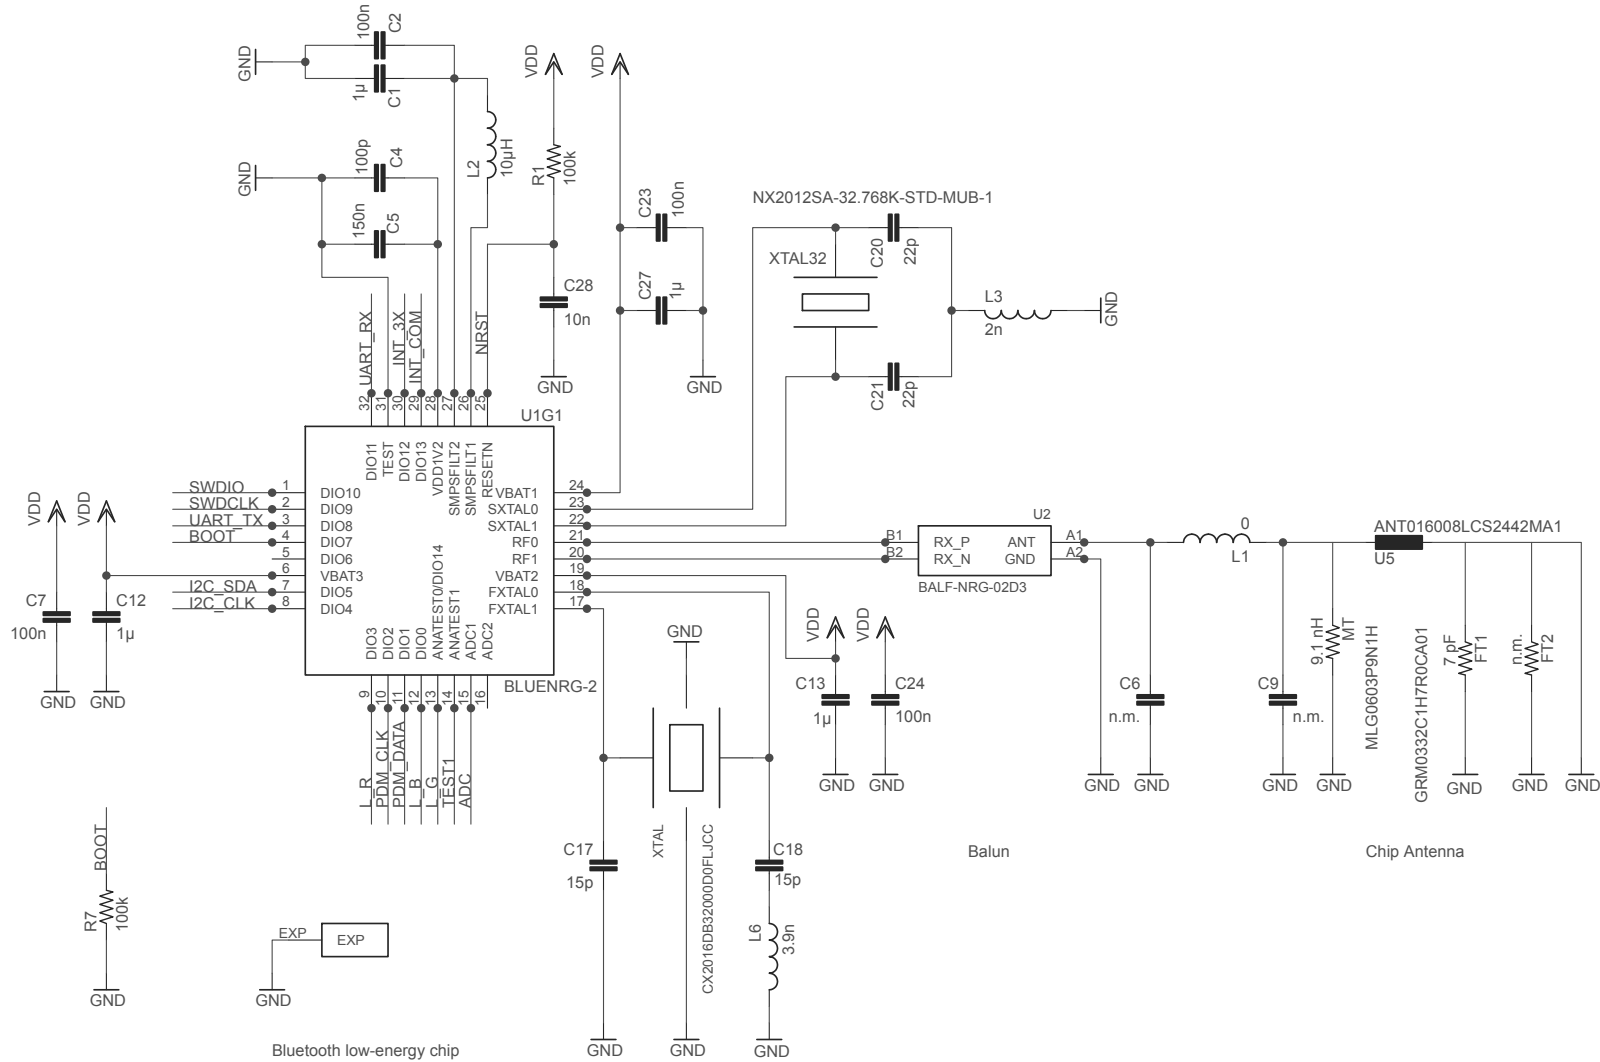 GND
100n
C2
1µ
C1
VDD
VDD
GND
100p
C4
150n
C5
L2
10µH
R1
100k
C23
100n
C27
1µ
GND
C28
10n
GND
NX2012SA-32.768K-STD-MUB-1
XTAL32
C20
22p
C21
22p
L3
2n
GND
UART_RX
INT_3X
INT_COM
NRST
32
31
30
29
28
27
26
25
U1G1
DIO11
TEST
DIO12
DIO13
VDD1V2
SMPSFILT2
SMPSFILT1
RESETN
SWDIO 1 DIO10
SWDCLK 2 DIO9
UART_TX 3 DIO8
BOOT 4 DIO7
5 DIO6
6 VBAT3
I2C_SDA 7 DIO5
I2C_CLK 8 DIO4
VBAT1 24
SXTAL0 23
SXTAL1 22
RF0 21
RF1 20
VBAT2 19
FXTAL0 18
FXTAL1 17
DIO3
DIO2
DIO1
DIO0
ANATEST0/DIO14
ANATEST1
ADC1
ADC2
BLUENRG-2
9
10
11
12
13
14
15
16
L_R
PDM_CLK
PDM_DATA
L_B
L_G
TEST1
ADC
VDD
VDD
C7
100n
C12
1µ
GND
GND
U2
B1 RX_P ANT A1
B2 RX_N GND A2
BALF-NRG-02D3
0
L1
ANT016008LCS2442MA1
U5
VDD
VDD
C13
1µ
C24
100n
GND
GND
C6
n.m.
C9
n.m.
9.1 nH
MT
MLG0603P9N1H
GRM0332C1H7R0CA01
7 pF
FT1
n.m.
FT2
GND
GND
GND
GND
GND
GND
GND
GND
XTAL
CX2016DB32000D0FLJCC
C17
15p
C18
15p
L6
3.9n
GND
GND
GND
BOOT
R7
100k
GND
EXP
EXP
GND
Balun
Chip Antenna
Bluetooth low-energy chip